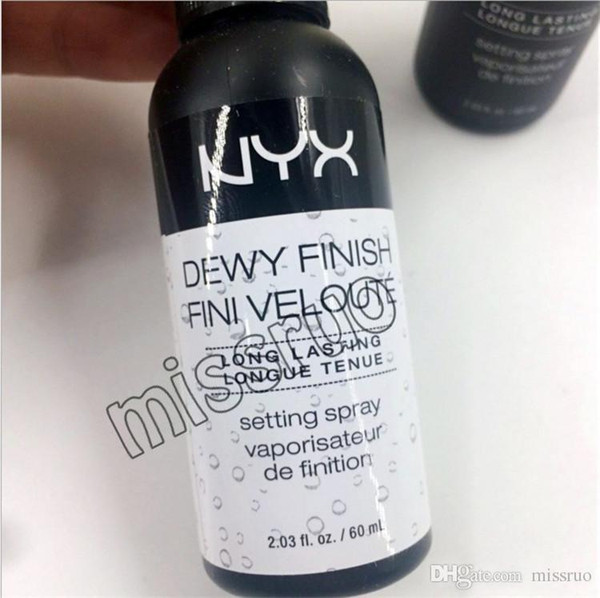 LONG LASTING
LONGUE TENUE
setting spray
vaporisateur
de finition
NYX
DEWY FINISH
FINI VELOUTÉ
LONG LASTING
LONGUE TENUE
setting spray
vaporisateur
de finition
2.03 fl. oz. / 60 mL
missruo
DHgate.com missruo